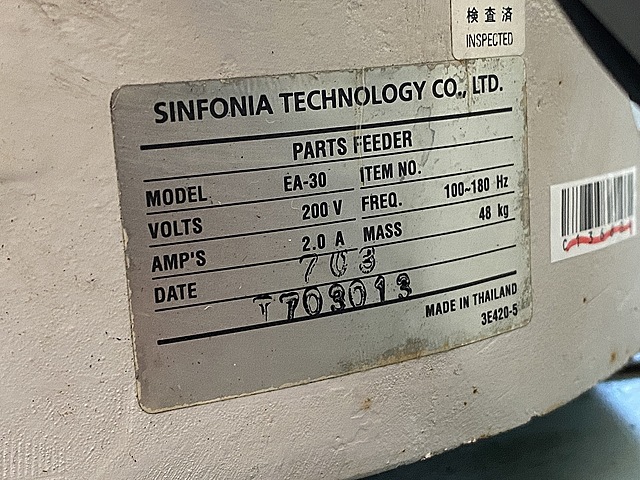 検査済
INSPECTED
SINFONIA TECHNOLOGY CO., LTD.
PARTS FEEDER
MODEL EA-30 ITEM NO.
VOLTS 200 V FREQ. 100~180 Hz
AMP'S 2.0 A MASS 48 kg
DATE 703
T703013
MADE IN THAILAND
3E420-5